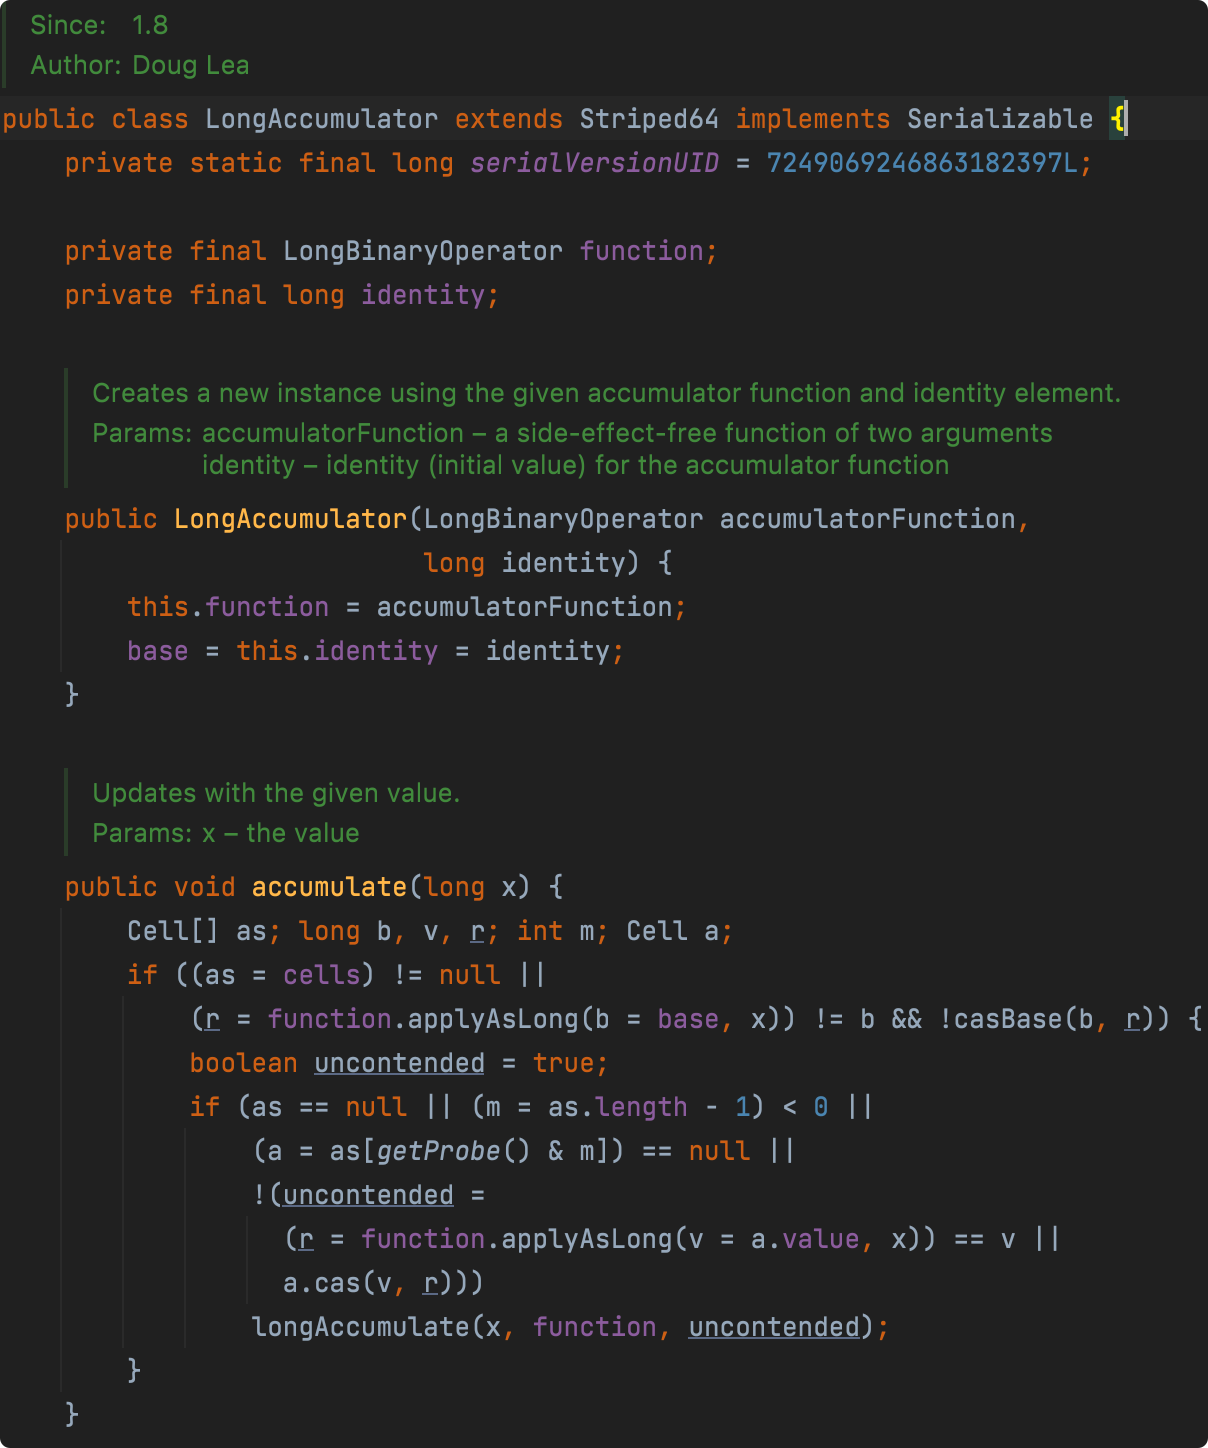 Since: 1.8
Author: Doug Lea
public class LongAccumulator extends Striped64 implements Serializable {
    private static final long serialVersionUID = 7249069246863182397L;

    private final LongBinaryOperator function;
    private final long identity;

    Creates a new instance using the given accumulator function and identity element.
    Params: accumulatorFunction – a side-effect-free function of two arguments
            identity – identity (initial value) for the accumulator function
    public LongAccumulator(LongBinaryOperator accumulatorFunction,
                           long identity) {
        this.function = accumulatorFunction;
        base = this.identity = identity;
    }

    Updates with the given value.
    Params: x – the value
    public void accumulate(long x) {
        Cell[] as; long b, v, r; int m; Cell a;
        if ((as = cells) != null ||
            (r = function.applyAsLong(b = base, x)) != b && !casBase(b, r)) {
            boolean uncontended = true;
            if (as == null || (m = as.length - 1) < 0 ||
                (a = as[getProbe() & m]) == null ||
                !(uncontended =
                  (r = function.applyAsLong(v = a.value, x)) == v ||
                  a.cas(v, r)))
                longAccumulate(x, function, uncontended);
        }
    }